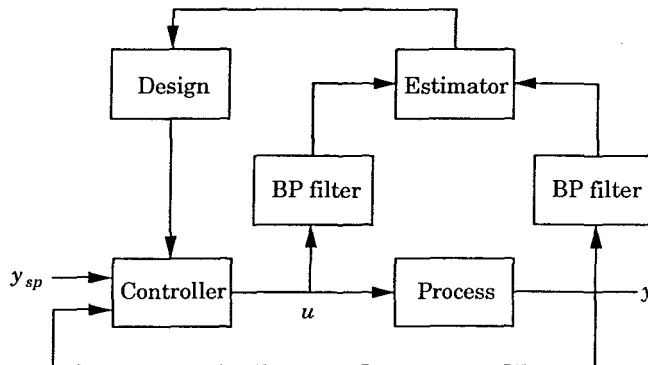 Design
Estimator
BP filter
BP filter
y_sp
Controller
u
Process
y